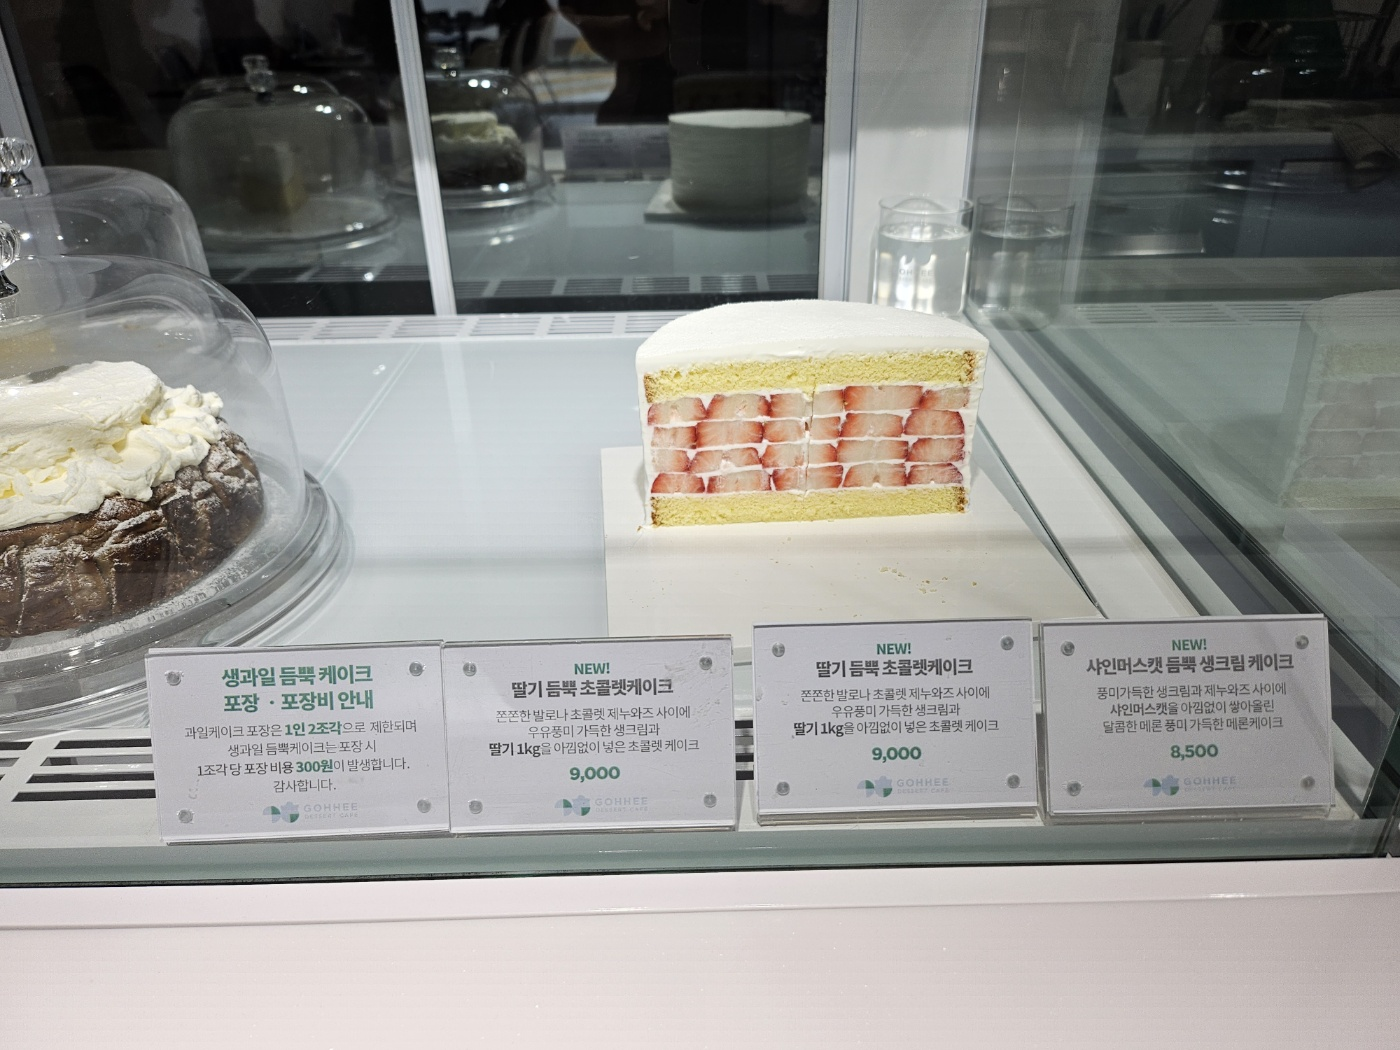 생과일 듬뿍 케이크
포장 · 포장비 안내
과일케이크 포장은 1인 2조각으로 제한되며
생과일 듬뿍케이크는 포장 시
1조각 당 포장 비용 300원이 발생합니다.
감사합니다.
GOHHEE
DESSERT CAFE
NEW!
딸기 듬뿍 초콜렛케이크
쫀쫀한 발로나 초콜렛 제누와즈 사이에
우유풍미 가득한 생크림과
딸기 1kg을 아낌없이 넣은 초콜렛 케이크
9,000
GOHHEE
DESSERT CAFE
NEW!
딸기 듬뿍 초콜렛케이크
쫀쫀한 발로나 초콜렛 제누와즈 사이에
우유풍미 가득한 생크림과
딸기 1kg을 아낌없이 넣은 초콜렛 케이크
9,000
GOHHEE
DESSERT CAFE
NEW!
샤인머스캣 듬뿍 생크림 케이크
풍미가득한 생크림과 제누와즈 사이에
샤인머스캣을 아낌없이 쌓아올린
달콤한 메론 풍미 가득한 메론케이크
8,500
GOHHEE
DESSERT CAFE